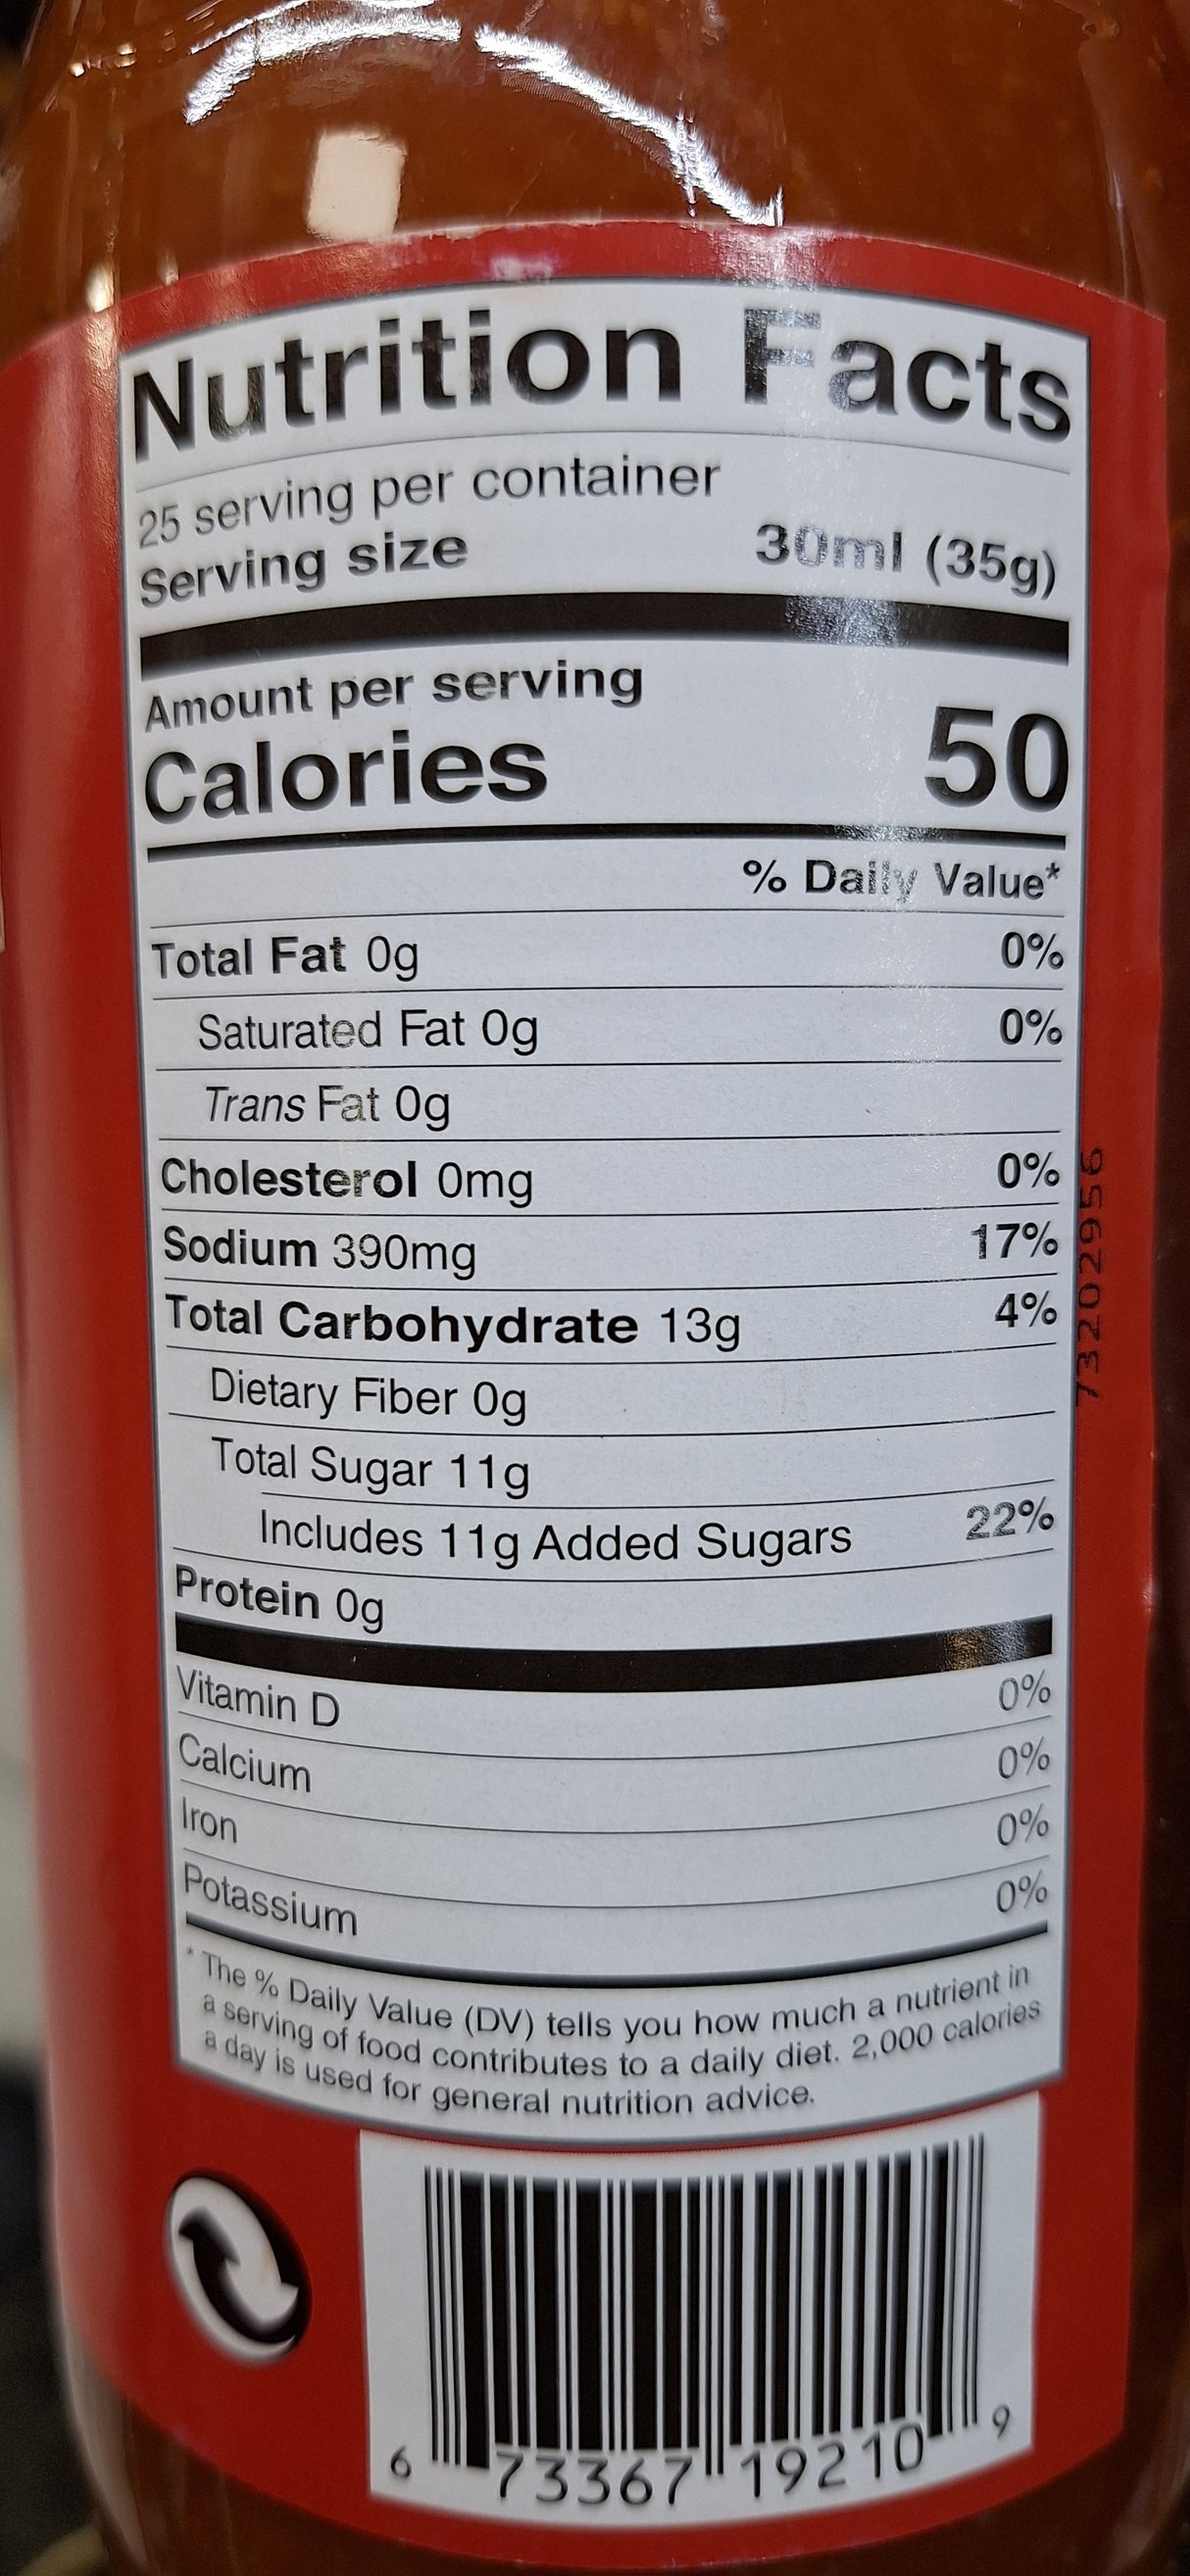 Nutrition Facts
25 serving per container
Serving size 30ml (35g)
Amount per serving
Calories 50
% Daily Value*
Total Fat 0g 0%
Saturated Fat 0g 0%
Trans Fat 0g
Cholesterol 0mg 0%
Sodium 390mg 17%
Total Carbohydrate 13g 4%
Dietary Fiber 0g
Total Sugar 11g
Includes 11g Added Sugars 22%
Protein 0g
Vitamin D 0%
Calcium 0%
Iron 0%
Potassium 0%
* The % Daily Value (DV) tells you how much a nutrient in
a serving of food contributes to a daily diet. 2,000 calories
a day is used for general nutrition advice.
73202956
6 73367 19210 9